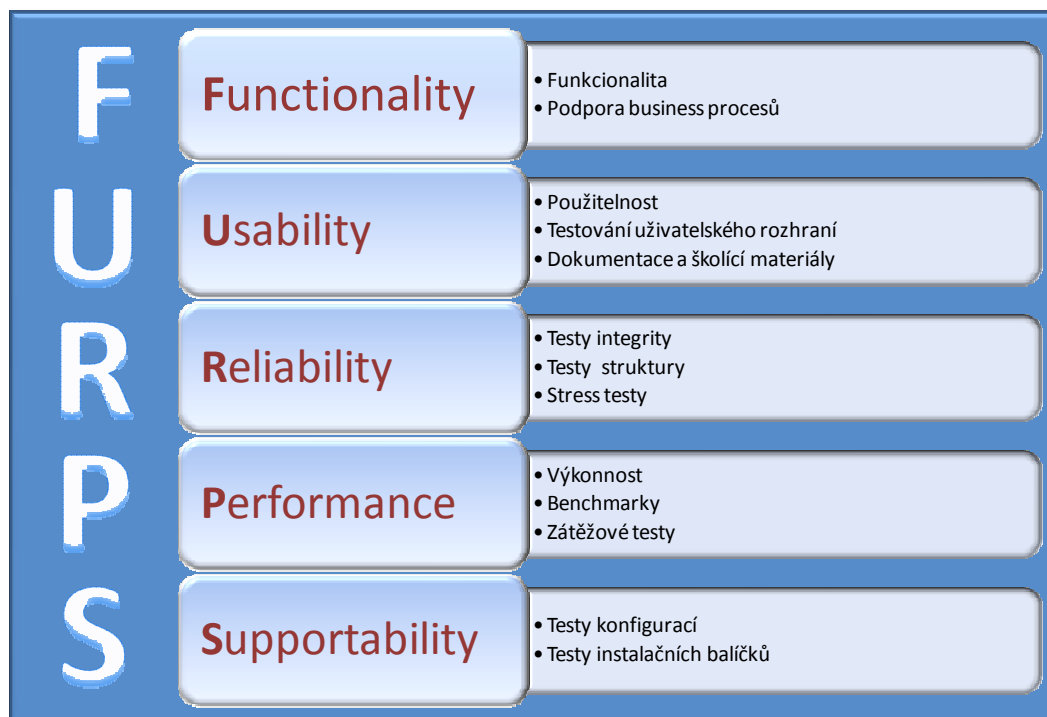 F
Functionality
• Funkcionalita
• Podpora business procesů
U
Usability
• Použitelnost
• Testování uživatelského rozhraní
• Dokumentace a školící materiály
R
Reliability
• Testy integrity
• Testy struktury
• Stress testy
P
Performance
• Výkonnost
• Benchmarky
• Zátěžové testy
S
Supportability
• Testy konfigurací
• Testy instalačních balíčků